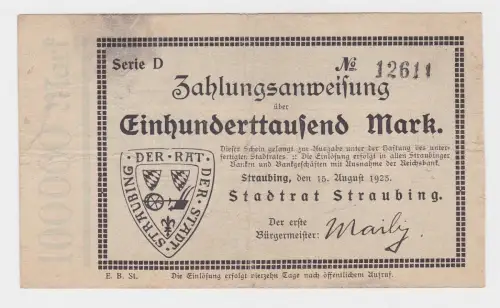 Serie D № 12611
Zahlungsanweisung
über
Einhunderttausend Mark.
Dieser Schein gelangt zur Ausgabe unter der Haftung des unter-
fertigten Stadtrates. :: Die Einlösung erfolgt in allen Straubinger
Banken und Bankgeschäften mit Ausnahme der Reichsbank.
Straubing, den 15. August 1923.
Stadtrat Straubing.
Der erste
Bürgermeister:
DER · RAT · DER · STADT · STRAUBING
E. B. St. Die Einlösung erfolgt vierzehn Tage nach öffentlichem Aufruf.